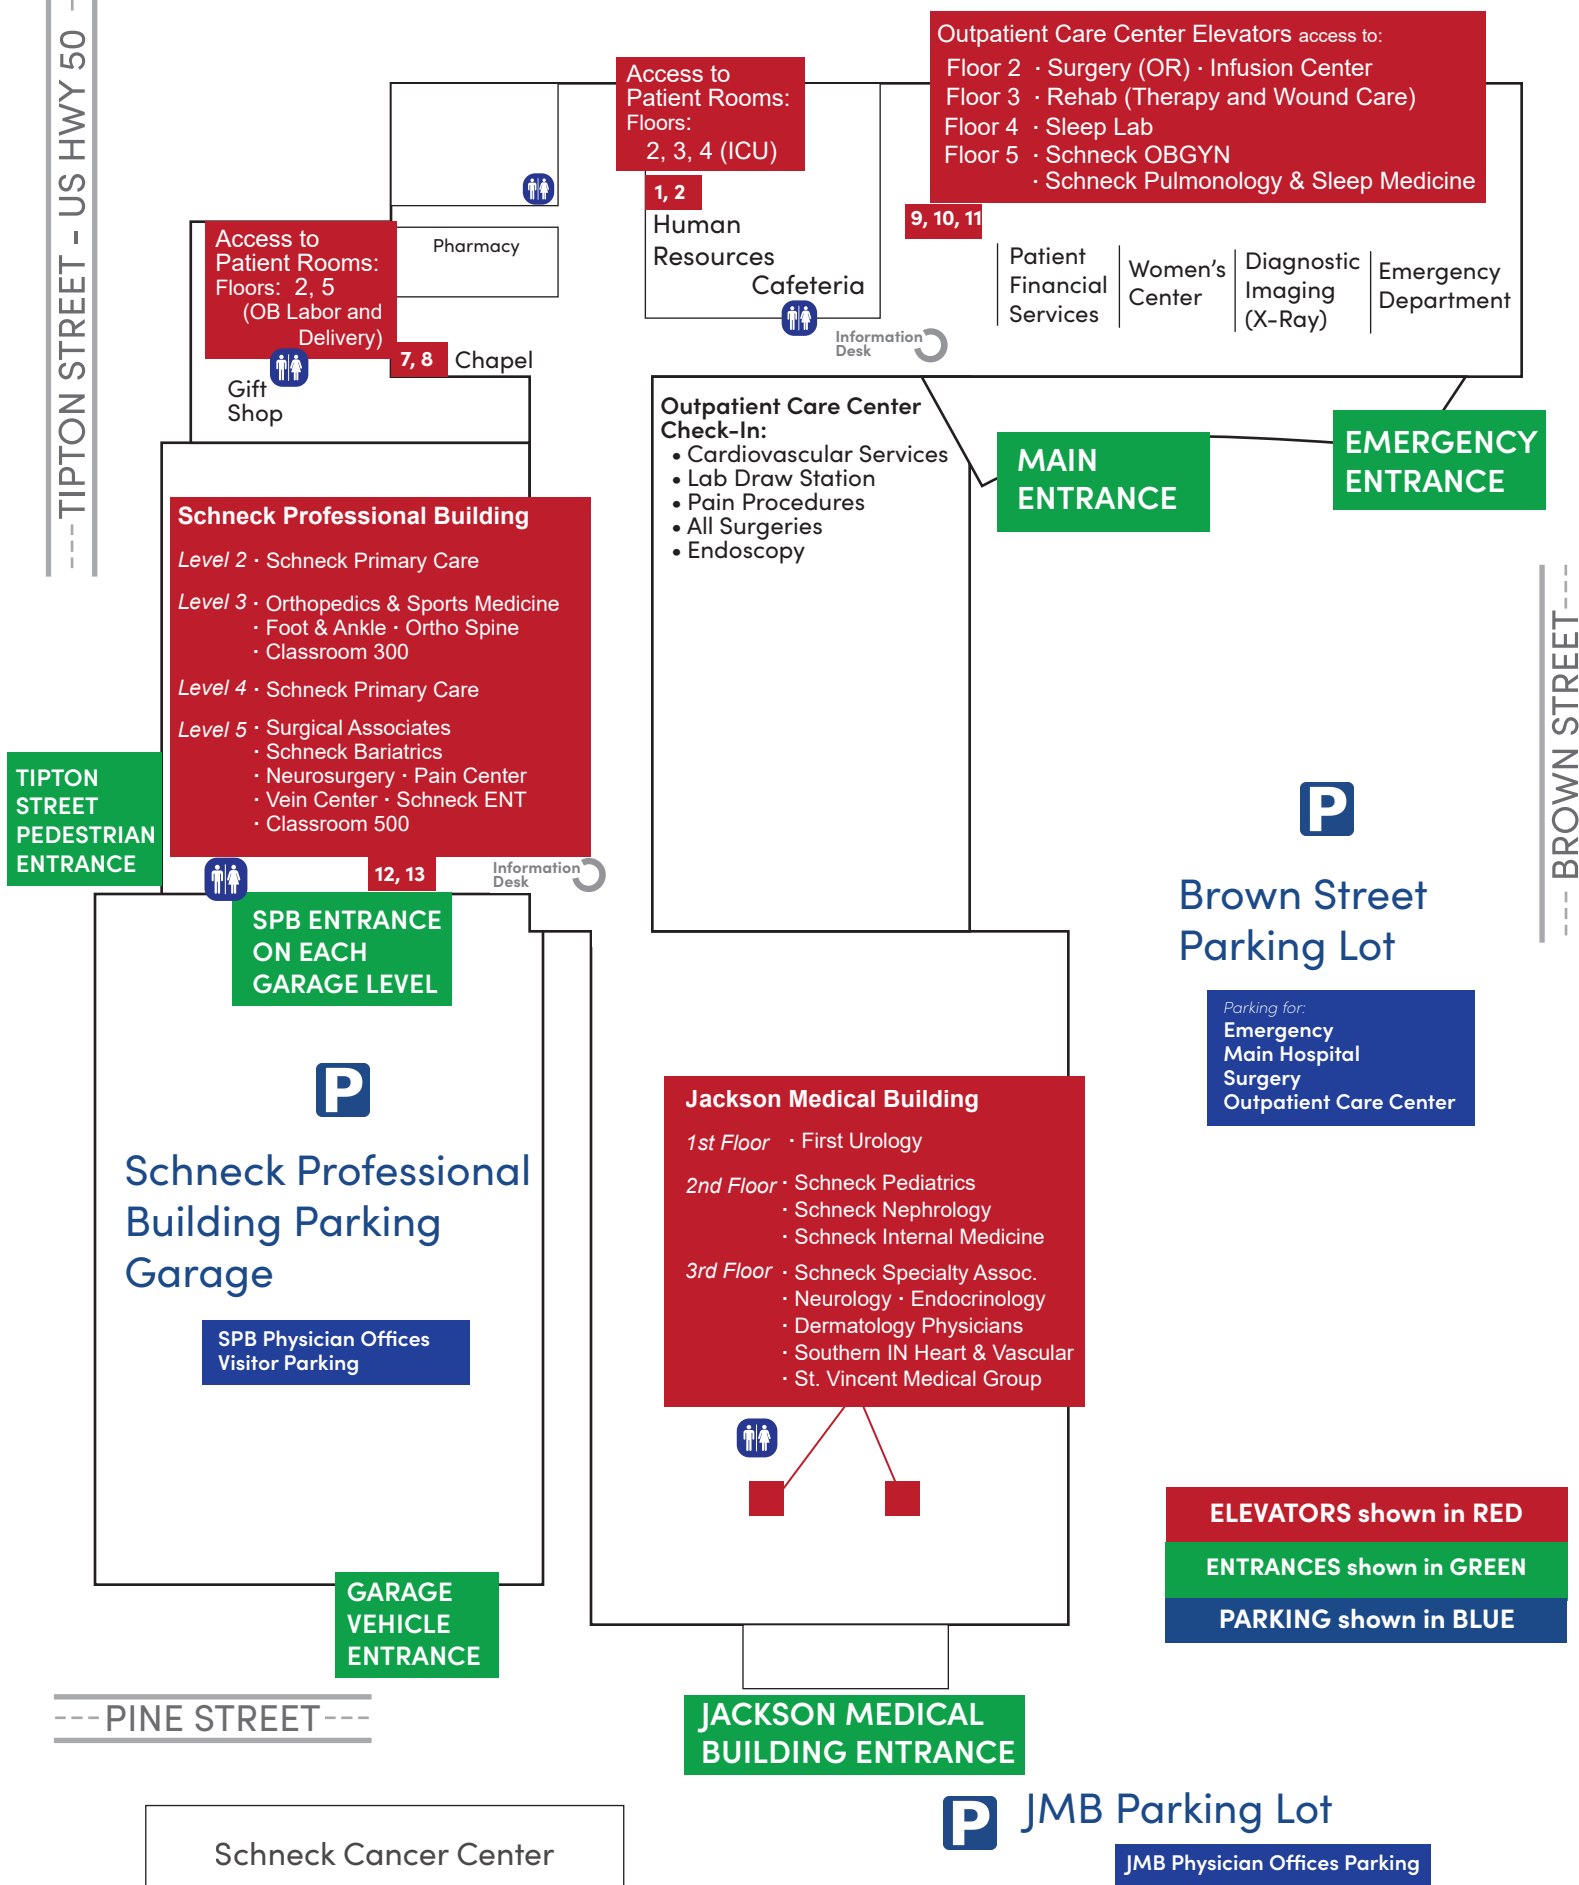 ---TIPTON STREET - US HWY 50 -
Outpatient Care Center Elevators access to:
Floor 2 · Surgery (OR) · Infusion Center
Floor 3 · Rehab (Therapy and Wound Care)
Floor 4 · Sleep Lab
Floor 5 · Schneck OBGYN
· Schneck Pulmonology & Sleep Medicine
9, 10, 11
Access to
Patient Rooms:
Floors:
2, 3, 4 (ICU)
1, 2
Human
Resources
Cafeteria
Information
Desk
Patient
Financial
Services
Women's
Center
Diagnostic
Imaging
(X-Ray)
Emergency
Department
Pharmacy
Access to
Patient Rooms:
Floors: 2, 5
(OB Labor and
Delivery)
7, 8
Chapel
Gift
Shop
Outpatient Care Center
Check-In:
• Cardiovascular Services
• Lab Draw Station
• Pain Procedures
• All Surgeries
• Endoscopy
MAIN
ENTRANCE
EMERGENCY
ENTRANCE
Schneck Professional Building
Level 2 · Schneck Primary Care
Level 3 · Orthopedics & Sports Medicine
· Foot & Ankle · Ortho Spine
· Classroom 300
Level 4 · Schneck Primary Care
Level 5 · Surgical Associates
· Schneck Bariatrics
· Neurosurgery · Pain Center
· Vein Center · Schneck ENT
· Classroom 500
TIPTON
STREET
PEDESTRIAN
ENTRANCE
12, 13
Information
Desk
SPB ENTRANCE
ON EACH
GARAGE LEVEL
---BROWN STREET---
P
Brown Street
Parking Lot
Parking for:
Emergency
Main Hospital
Surgery
Outpatient Care Center
P
Schneck Professional
Building Parking
Garage
SPB Physician Offices
Visitor Parking
Jackson Medical Building
1st Floor · First Urology
2nd Floor · Schneck Pediatrics
· Schneck Nephrology
· Schneck Internal Medicine
3rd Floor · Schneck Specialty Assoc.
· Neurology · Endocrinology
· Dermatology Physicians
· Southern IN Heart & Vascular
· St. Vincent Medical Group
ELEVATORS shown in RED
ENTRANCES shown in GREEN
PARKING shown in BLUE
GARAGE
VEHICLE
ENTRANCE
---PINE STREET---
JACKSON MEDICAL
BUILDING ENTRANCE
P
JMB Parking Lot
JMB Physician Offices Parking
Schneck Cancer Center